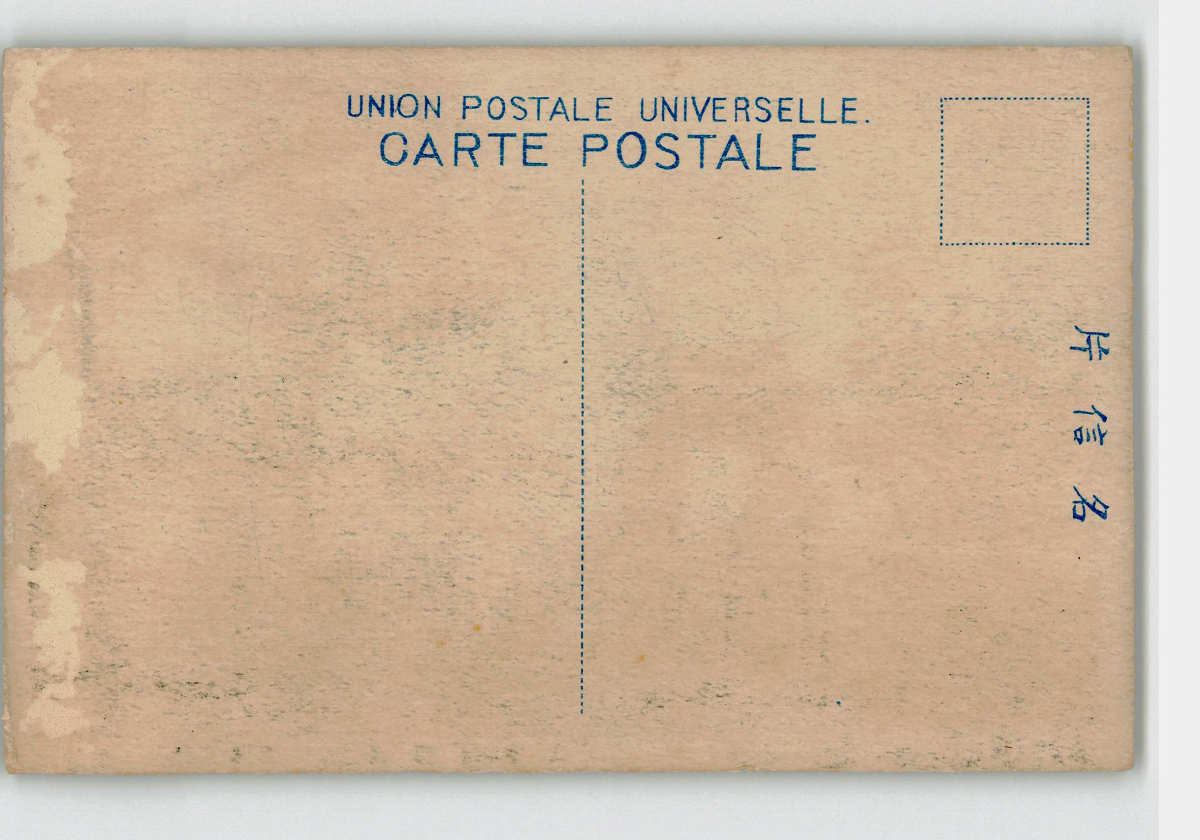 UNION POSTALE UNIVERSELLE.
CARTE POSTALE
名信片